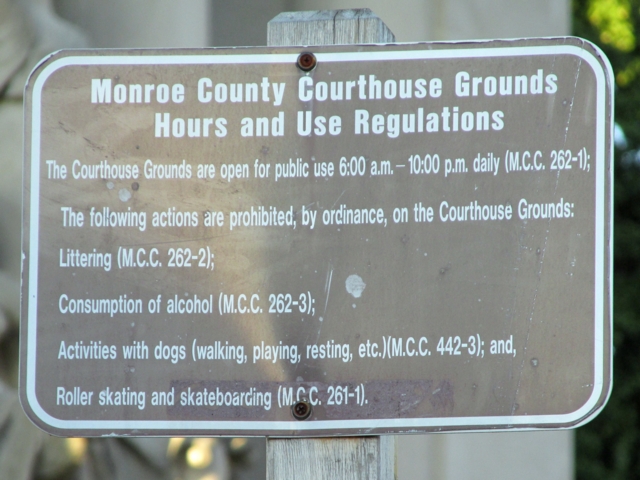 Monroe County Courthouse Grounds
Hours and Use Regulations
The Courthouse Grounds are open for public use 6:00 a.m. – 10:00 p.m. daily (M.C.C. 262-1);
The following actions are prohibited, by ordinance, on the Courthouse Grounds:
Littering (M.C.C. 262-2);
Consumption of alcohol (M.C.C. 262-3);
Activities with dogs (walking, playing, resting, etc.)(M.C.C. 442-3); and,
Roller skating and skateboarding (M.C.C. 261-1).